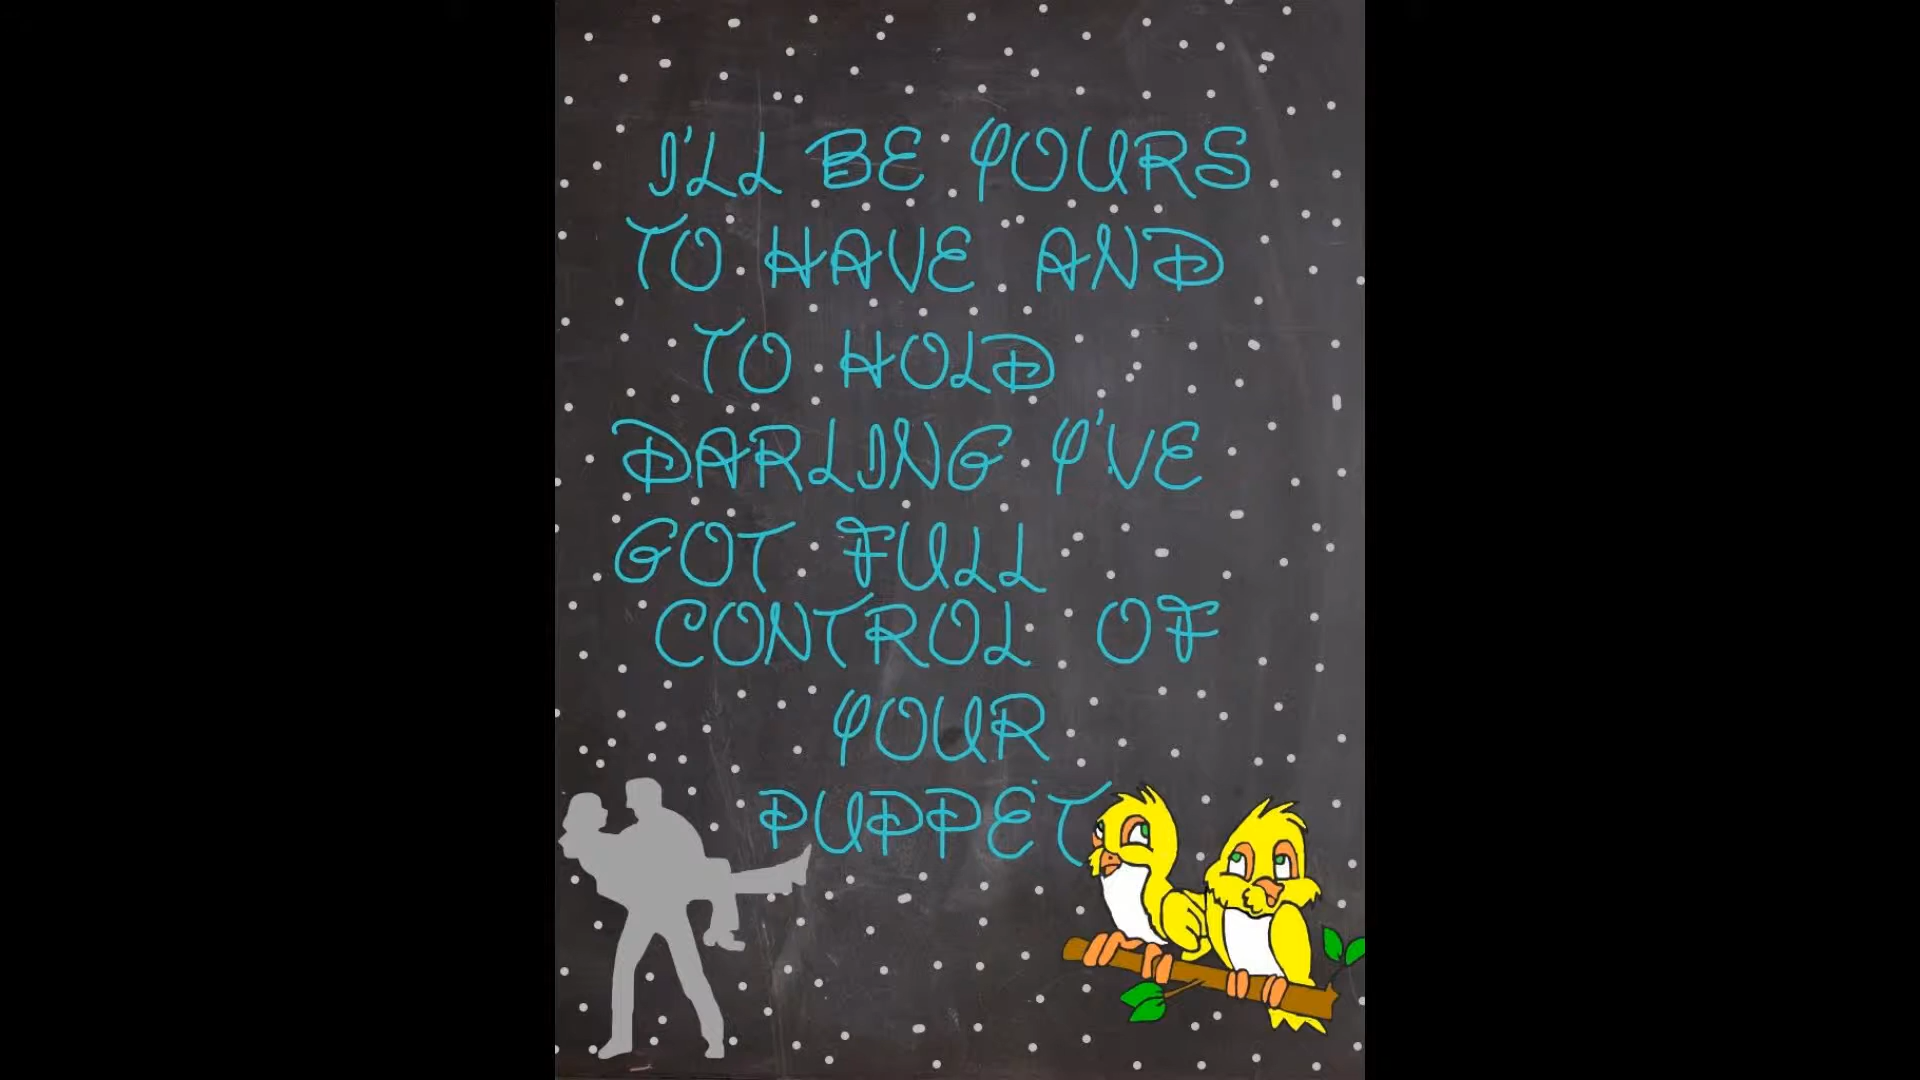 I'LL BE YOURS
TO HAVE AND
TO HOLD
DARLING Y'VE
GOT FULL
CONTROL OF
YOUR
PUPPET